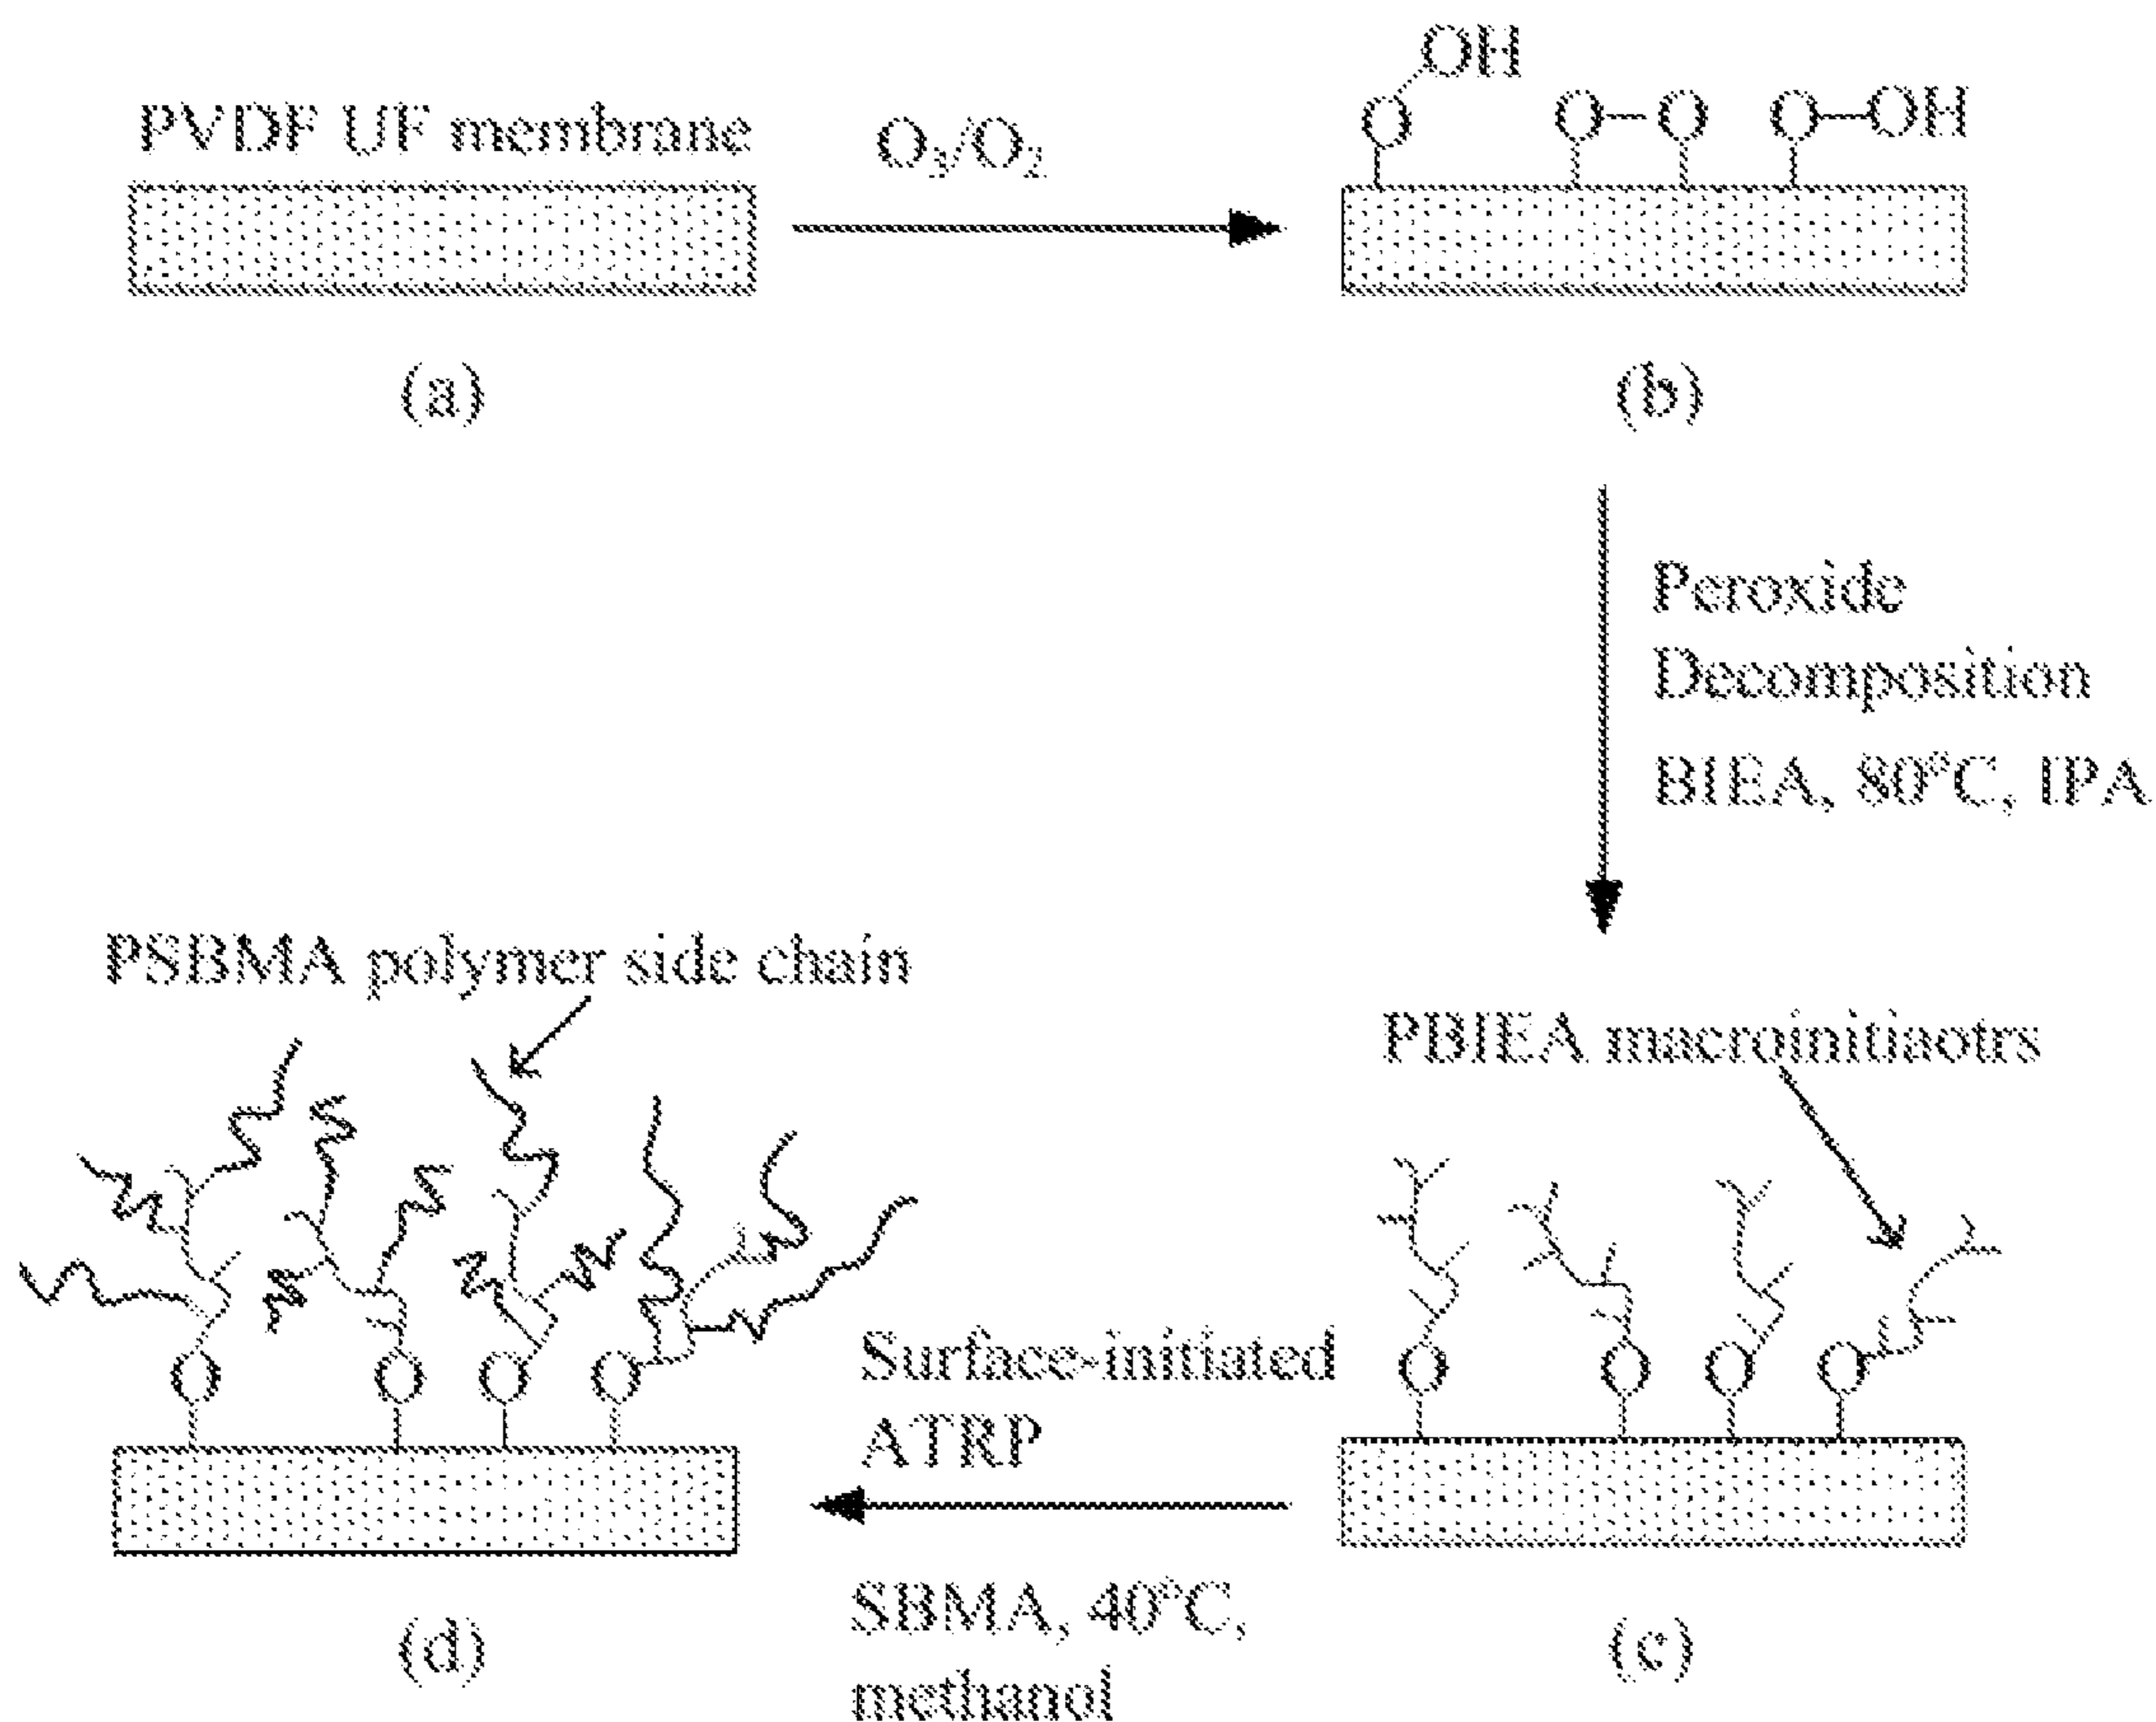 PVDF UF membrane
O₃/O₂
OH
O
O–O
O–OH
(a)
(b)
Peroxide
Decomposition
BIEA, 80°C, IPA
PSBMA polymer side chain
PBIEA macroinitiaotrs
O
O
O
O
Surface-initiated
ATRP
SBMA, 40°C,
methanol
O
O
O
O
(d)
(c)